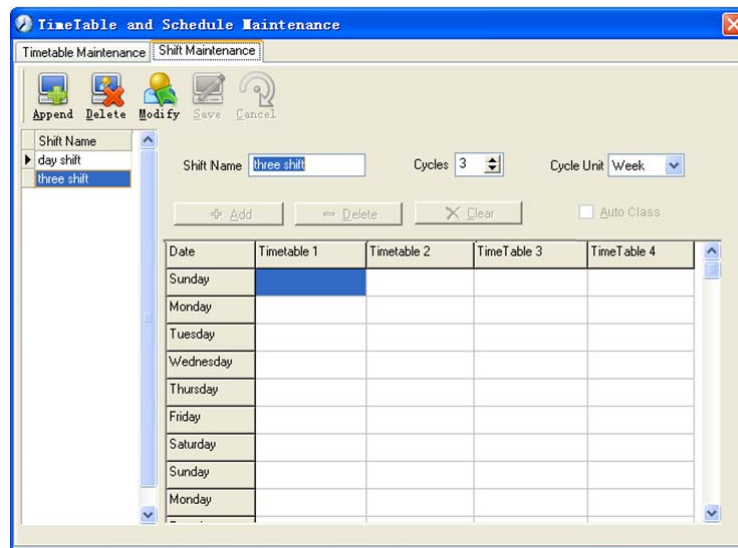 TimeTable and Schedule Maintenance
Timetable Maintenance Shift Maintenance
Append Delete Modify Save Cancel
Shift Name
day shift
three shift
Shift Name three shift Cycles 3 Cycle Unit Week
Add Delete Clear Auto Class
Date Timetable 1 Timetable 2 TimeTable 3 TimeTable 4
Sunday
Monday
Tuesday
Wednesday
Thursday
Friday
Saturday
Sunday
Monday